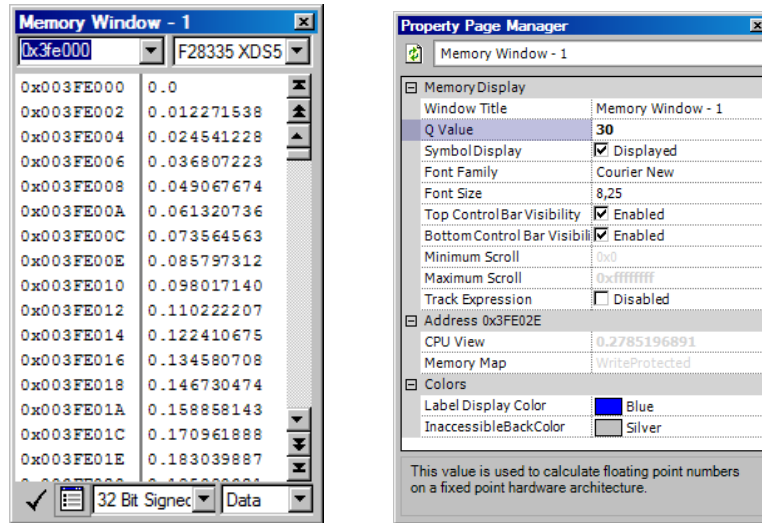 Memory Window - 1
0x3fe000
F28335 XDS5
0x003FE000 0.0
0x003FE002 0.012271538
0x003FE004 0.024541228
0x003FE006 0.036807223
0x003FE008 0.049067674
0x003FE00A 0.061320736
0x003FE00C 0.073564563
0x003FE00E 0.085797312
0x003FE010 0.098017140
0x003FE012 0.110222207
0x003FE014 0.122410675
0x003FE016 0.134580708
0x003FE018 0.146730474
0x003FE01A 0.158858143
0x003FE01C 0.170961888
0x003FE01E 0.183039887
32 Bit Signec
Data
Property Page Manager
Memory Window - 1
Memory Display
Window Title Memory Window - 1
Q Value 30
Symbol Display Displayed
Font Family Courier New
Font Size 8,25
Top Control Bar Visibility Enabled
Bottom Control Bar Visibili Enabled
Minimum Scroll 0x0
Maximum Scroll 0xffffffff
Track Expression Disabled
Address 0x3FE02E
CPU View 0.2785196891
Memory Map WriteProtected
Colors
Label Display Color Blue
InaccessibleBackColor Silver
This value is used to calculate floating point numbers
on a fixed point hardware architecture.